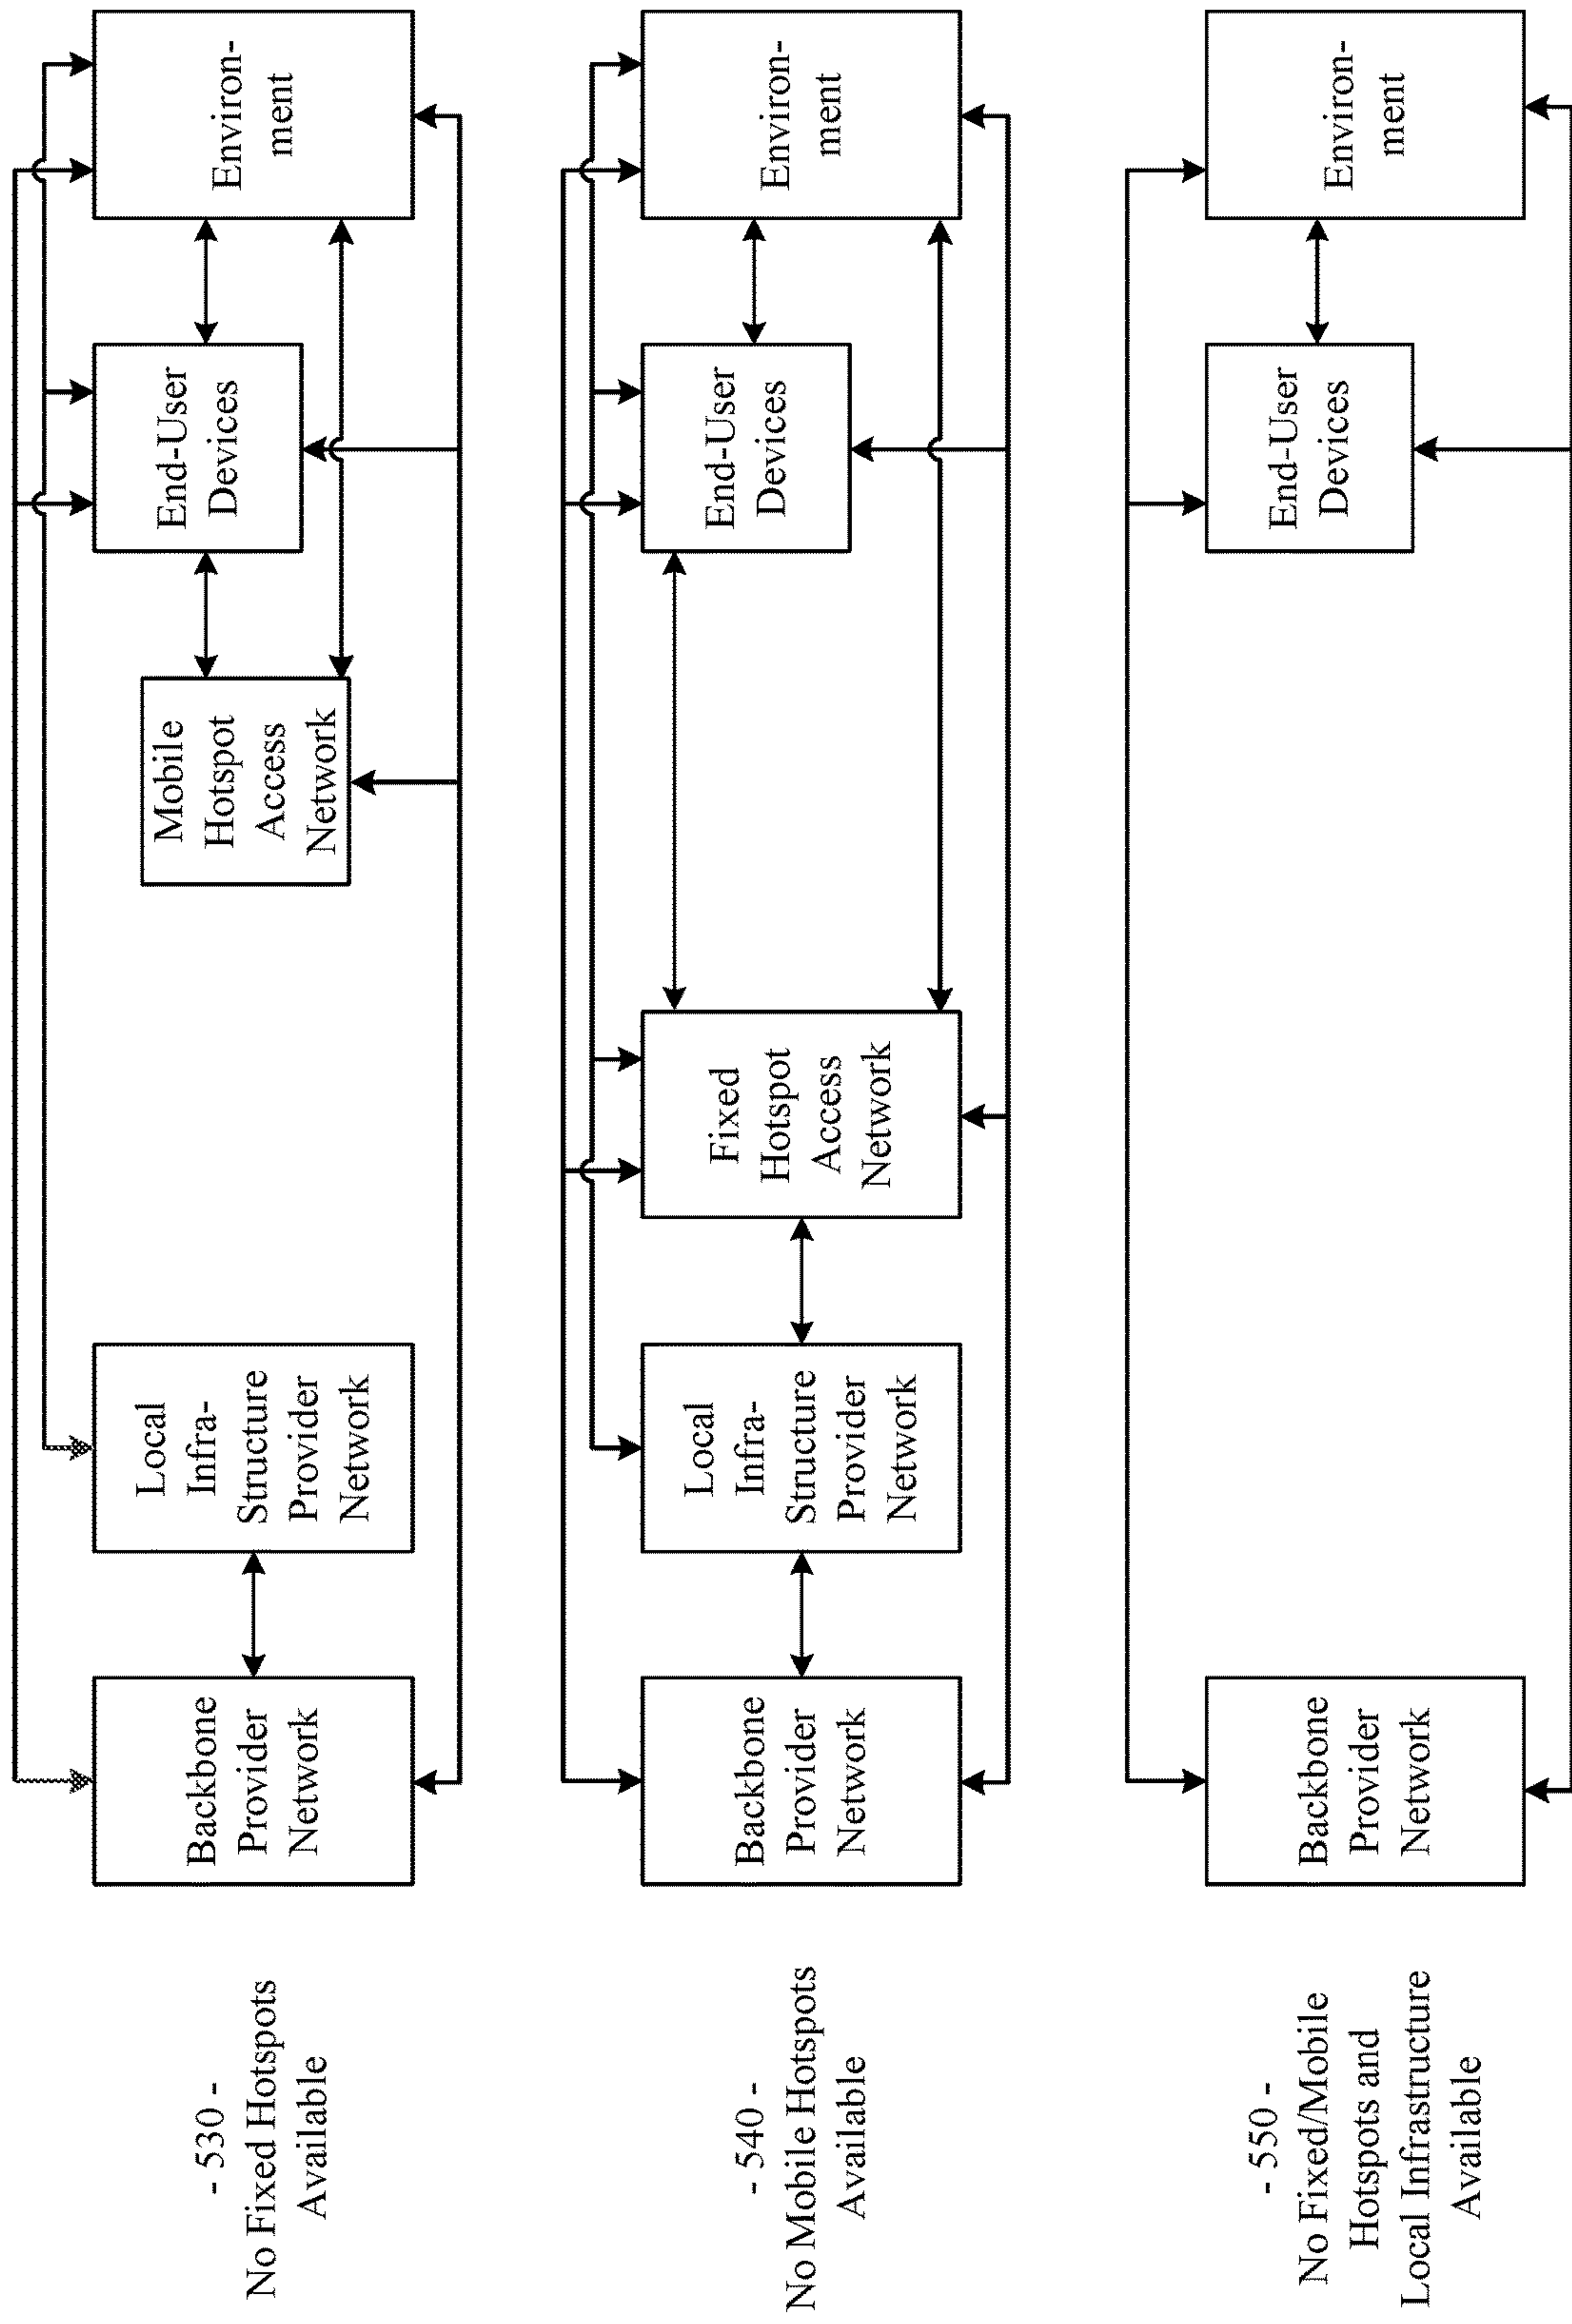 - 530 -
No Fixed Hotspots
Available
Backbone
Provider
Network
Local
Infra-
Structure
Provider
Network
Mobile
Hotspot
Access
Network
End-User
Devices
Environ-
ment
- 540 -
No Mobile Hotspots
Available
Backbone
Provider
Network
Local
Infra-
Structure
Provider
Network
Fixed
Hotspot
Access
Network
End-User
Devices
Environ-
ment
- 550 -
No Fixed/Mobile
Hotspots and
Local Infrastructure
Available
Backbone
Provider
Network
End-User
Devices
Environ-
ment